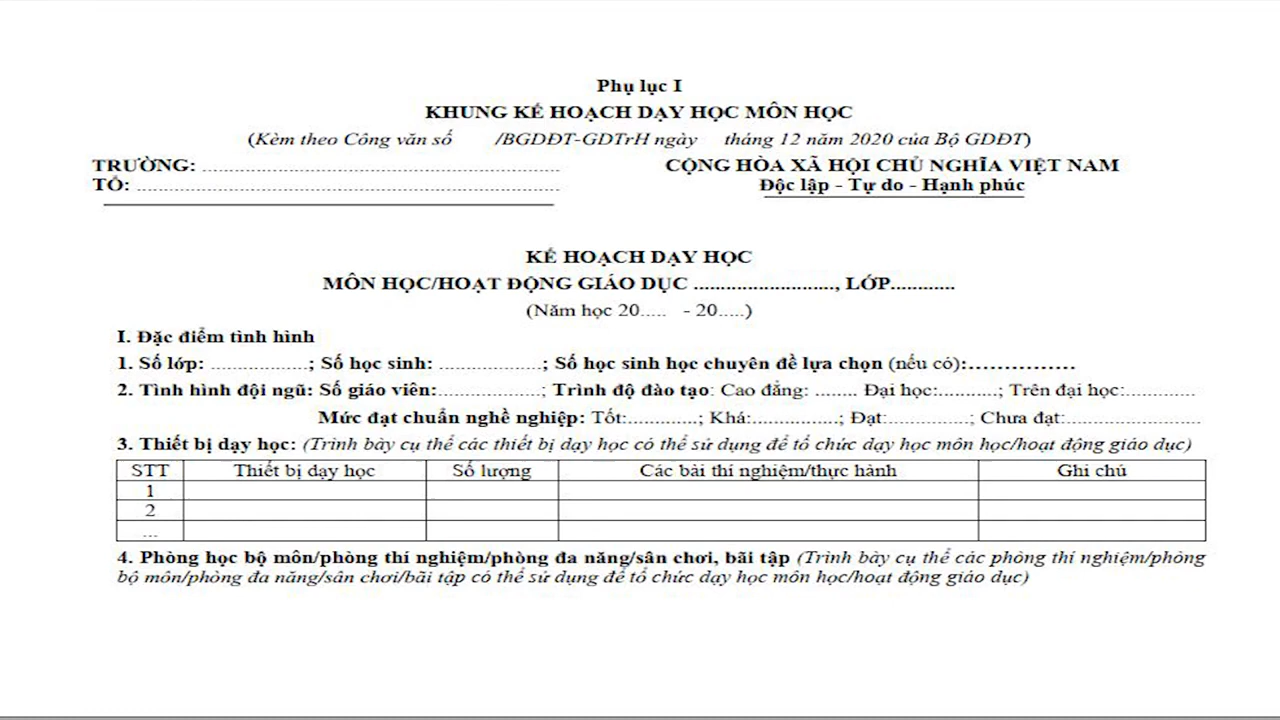 Phụ lục I
KHUNG KẾ HOẠCH DẠY HỌC MÔN HỌC
(Kèm theo Công văn số /BGDĐT-GDTrH ngày tháng 12 năm 2020 của Bộ GDĐT)
TRƯỜNG: ................................................................ CỘNG HÒA XÃ HỘI CHỦ NGHĨA VIỆT NAM
TỔ: ............................................................................ Độc lập - Tự do - Hạnh phúc
KẾ HOẠCH DẠY HỌC
MÔN HỌC/HOẠT ĐỘNG GIÁO DỤC .........................., LỚP............
(Năm học 20..... - 20.....)
I. Đặc điểm tình hình
1. Số lớp: ..................; Số học sinh: ...................; Số học sinh học chuyên đề lựa chọn (nếu có):……………
2. Tình hình đội ngũ: Số giáo viên:...................; Trình độ đào tạo: Cao đẳng: ........ Đại học:...........; Trên đại học:.............
Mức đạt chuẩn nghề nghiệp: Tốt:.............; Khá:................; Đạt:...............; Chưa đạt:.........................
3. Thiết bị dạy học: (Trình bày cụ thể các thiết bị dạy học có thể sử dụng để tổ chức dạy học môn học/hoạt động giáo dục)
STT Thiết bị dạy học Số lượng Các bài thí nghiệm/thực hành Ghi chú
1
2
...
4. Phòng học bộ môn/phòng thí nghiệm/phòng đa năng/sân chơi, bãi tập (Trình bày cụ thể các phòng thí nghiệm/phòng
bộ môn/phòng đa năng/sân chơi/bãi tập có thể sử dụng để tổ chức dạy học môn học/hoạt động giáo dục)